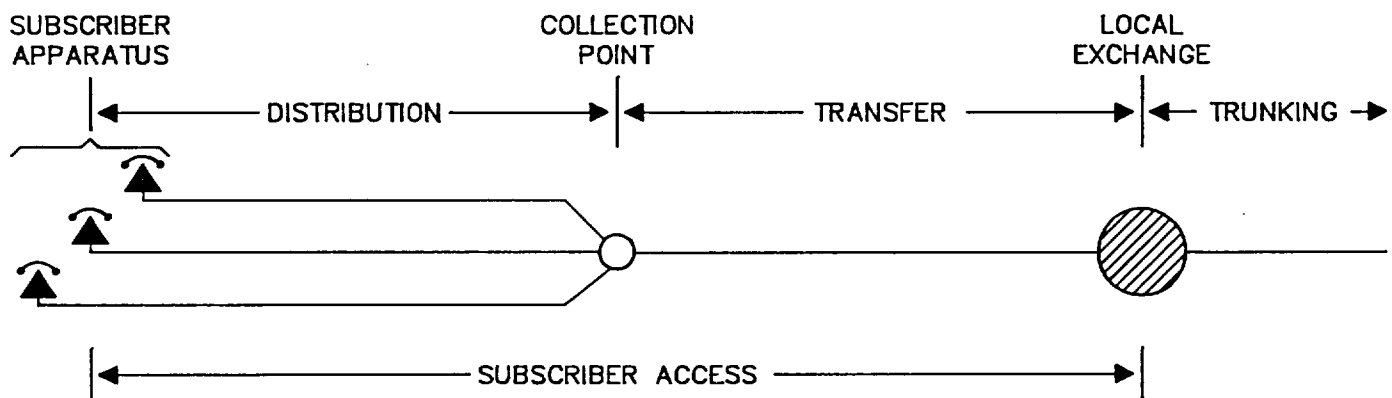 SUBSCRIBER
APPARATUS
COLLECTION
POINT
LOCAL
EXCHANGE
DISTRIBUTION
TRANSFER
TRUNKING
SUBSCRIBER ACCESS